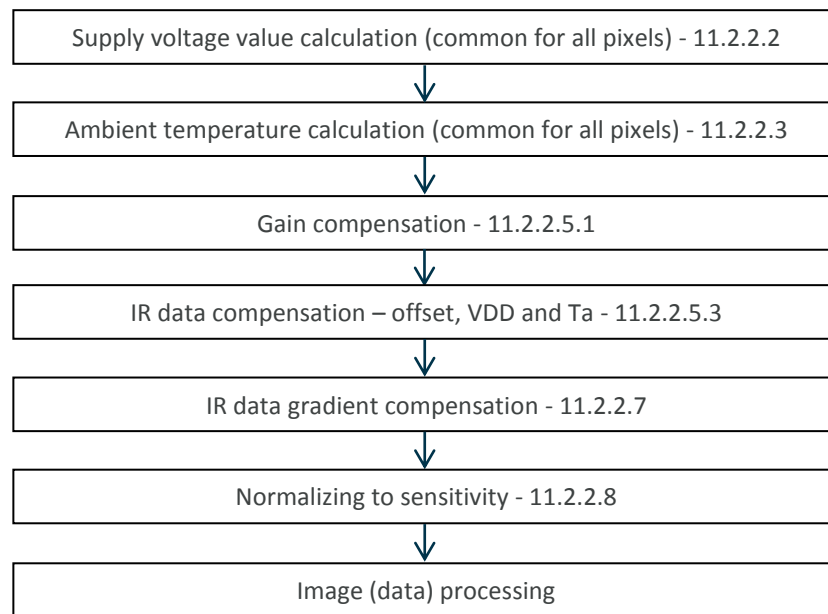 Supply voltage value calculation (common for all pixels) - 11.2.2.2
Ambient temperature calculation (common for all pixels) - 11.2.2.3
Gain compensation - 11.2.2.5.1
IR data compensation – offset, VDD and Ta - 11.2.2.5.3
IR data gradient compensation - 11.2.2.7
Normalizing to sensitivity - 11.2.2.8
Image (data) processing